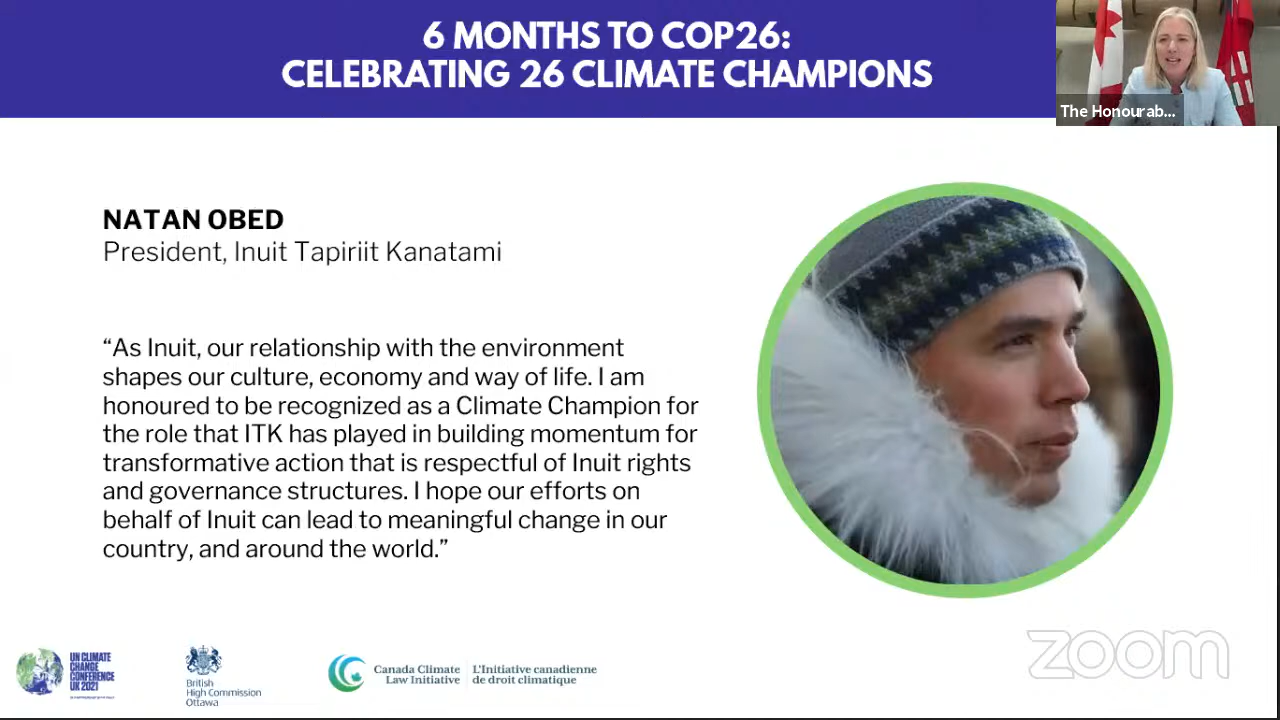 6 MONTHS TO COP26:
CELEBRATING 26 CLIMATE CHAMPIONS
The Honourab...
NATAN OBED
President, Inuit Tapiriit Kanatami
“As Inuit, our relationship with the environment
shapes our culture, economy and way of life. I am
honoured to be recognized as a Climate Champion for
the role that ITK has played in building momentum for
transformative action that is respectful of Inuit rights
and governance structures. I hope our efforts on
behalf of Inuit can lead to meaningful change in our
country, and around the world.”
zoom
UN CLIMATE
CHANGE
CONFERENCE
UK 2021
British
High Commission
Ottawa
Canada Climate
Law Initiative
L'Initiative canadienne
de droit climatique